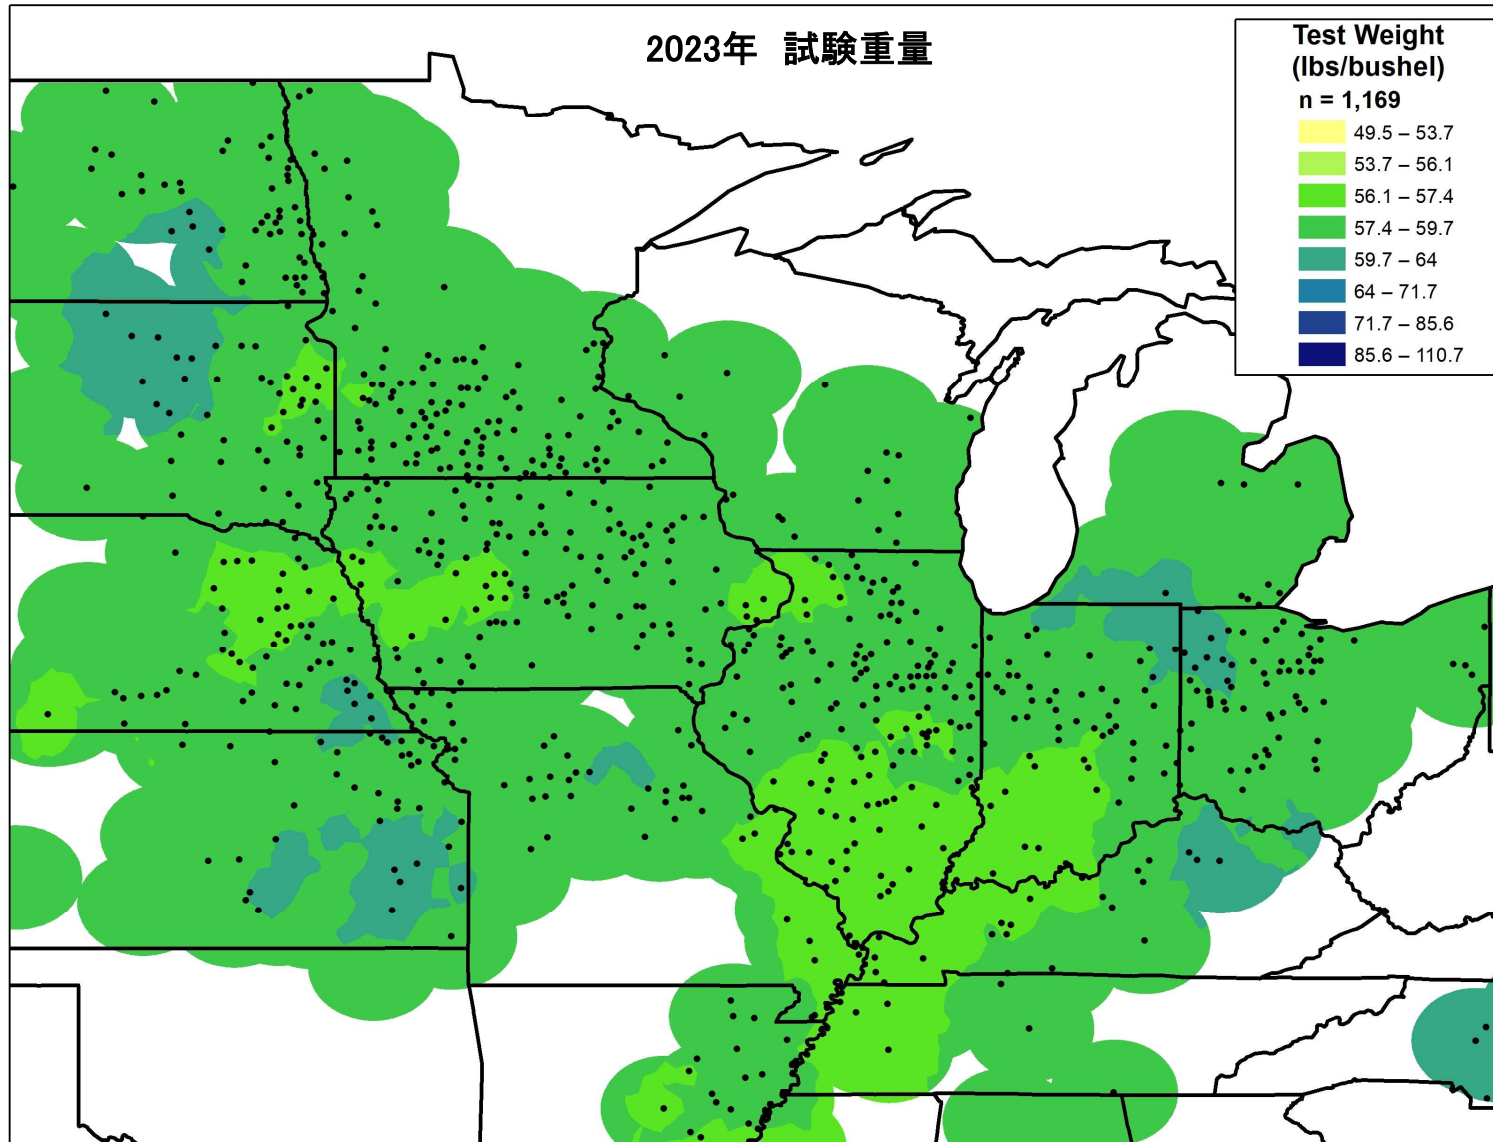 2023年 試験重量
Test Weight
(lbs/bushel)
n = 1,169
49.5 – 53.7
53.7 – 56.1
56.1 – 57.4
57.4 – 59.7
59.7 – 64
64 – 71.7
71.7 – 85.6
85.6 – 110.7